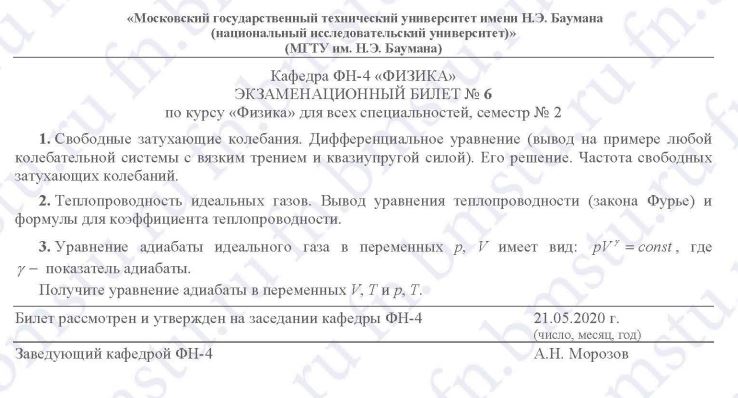 «Московский государственный технический университет имени Н.Э. Баумана
(национальный исследовательский университет)»
(МГТУ им. Н.Э. Баумана)
Кафедра ФН-4 «ФИЗИКА»
ЭКЗАМЕНАЦИОННЫЙ БИЛЕТ № 6
по курсу «Физика» для всех специальностей, семестр № 2
1. Свободные затухающие колебания. Дифференциальное уравнение (вывод на примере любой
колебательной системы с вязким трением и квазиупругой силой). Его решение. Частота свободных
затухающих колебаний.
2. Теплопроводность идеальных газов. Вывод уравнения теплопроводности (закона Фурье) и
формулы для коэффициента теплопроводности.
3. Уравнение адиабаты идеального газа в переменных p, V имеет вид: pV^γ = const, где
γ – показатель адиабаты.
Получите уравнение адиабаты в переменных V, T и p, T.
Билет рассмотрен и утвержден на заседании кафедры ФН-4 21.05.2020 г.
(число, месяц, год)
Заведующий кафедрой ФН-4 А.Н. Морозов
fn.bmstu.ru